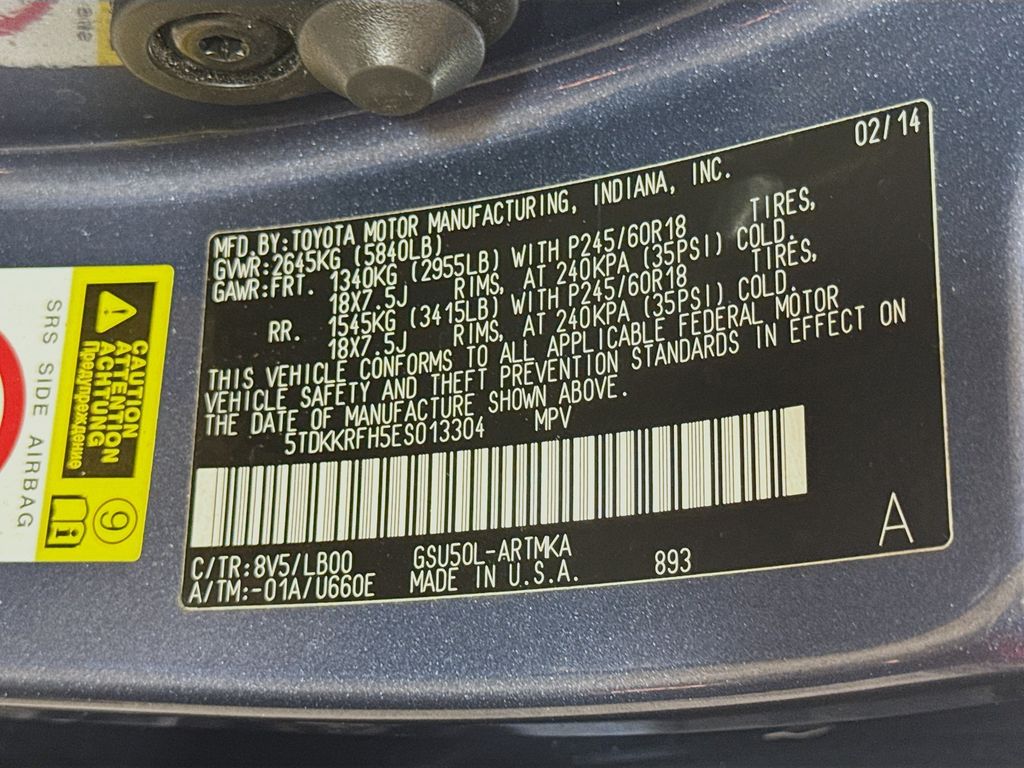 02/14
MFD.BY:TOYOTA MOTOR MANUFACTURING, INDIANA, INC.
GVWR:2645KG (5840LB)
GAWR:FRT. 1340KG (2955LB) WITH P245/60R18 TIRES,
18X7.5J RIMS, AT 240KPA (35PSI) COLD.
RR. 1545KG (3415LB) WITH P245/60R18 TIRES,
18X7.5J RIMS, AT 240KPA (35PSI) COLD.
THIS VEHICLE CONFORMS TO ALL APPLICABLE FEDERAL MOTOR
VEHICLE SAFETY AND THEFT PREVENTION STANDARDS IN EFFECT ON
THE DATE OF MANUFACTURE SHOWN ABOVE.
5TDKKRFH5ES013304 MPV
C/TR:8V5/LB00 GSU50L-ARTMKA 893
A/TM:-01A/U660E MADE IN U.S.A.
A
CAUTION
ATTENTION
ACHTUNG
Предупреждение
SRS SIDE AIRBAG
9
i